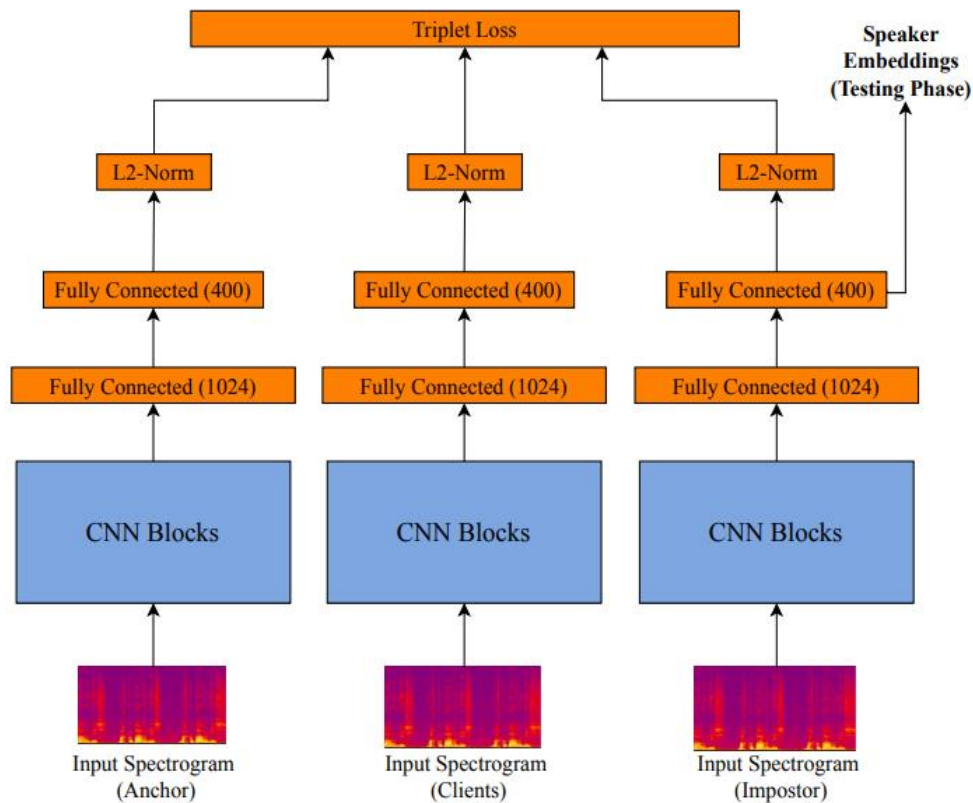 Triplet Loss
Speaker
Embeddings
(Testing Phase)
L2-Norm
L2-Norm
L2-Norm
Fully Connected (400)
Fully Connected (400)
Fully Connected (400)
Fully Connected (1024)
Fully Connected (1024)
Fully Connected (1024)
CNN Blocks
CNN Blocks
CNN Blocks
Input Spectrogram
(Anchor)
Input Spectrogram
(Clients)
Input Spectrogram
(Impostor)